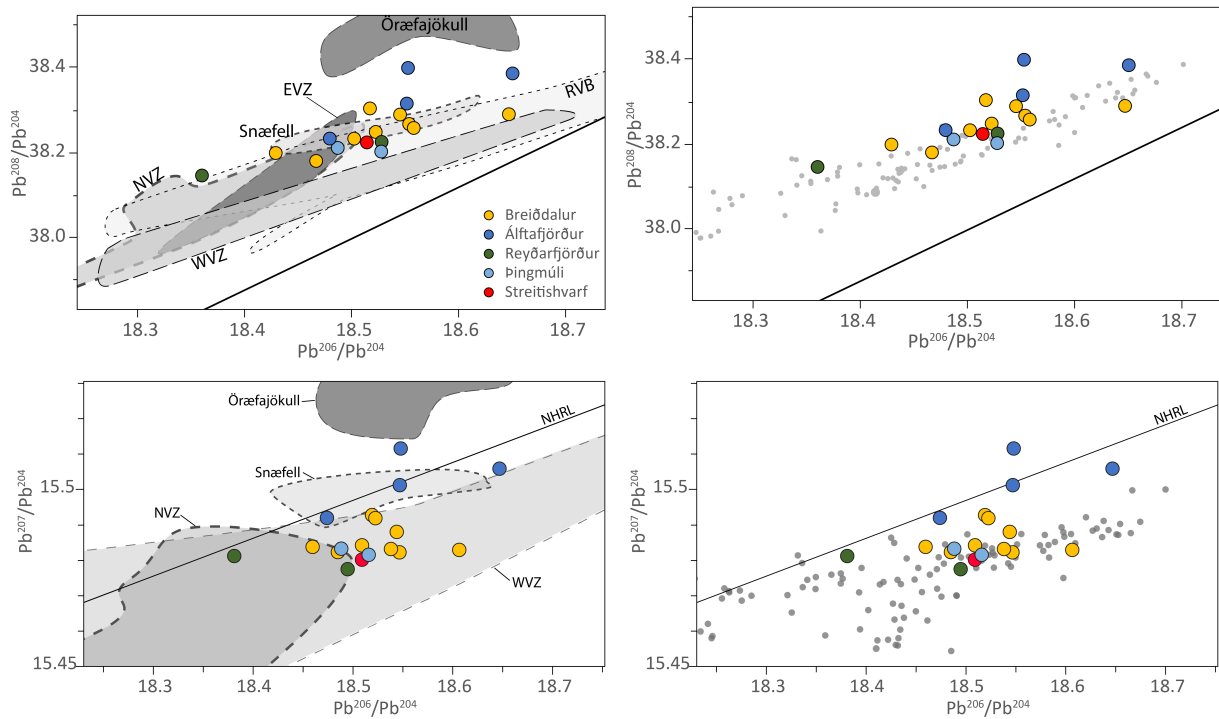 Öræfajökull
38.4
EVZ
RVB
Snæfell
38.2
NVZ
38.0
WVZ
Breiðdalur
Álftafjörður
Reyðarfjörður
Þingmúli
Streitishvarf
18.3 18.4 18.5 18.6 18.7
Pb²⁰⁶/Pb²⁰⁴
Pb²⁰⁸/Pb²⁰⁴
38.4
38.2
38.0
18.3 18.4 18.5 18.6 18.7
Pb²⁰⁶/Pb²⁰⁴
Pb²⁰⁸/Pb²⁰⁴
Öræfajökull
NHRL
Snæfell
15.5
NVZ
WVZ
15.45
18.3 18.4 18.5 18.6 18.7
Pb²⁰⁶/Pb²⁰⁴
Pb²⁰⁷/Pb²⁰⁴
NHRL
15.5
15.45
18.3 18.4 18.5 18.6 18.7
Pb²⁰⁶/Pb²⁰⁴
Pb²⁰⁷/Pb²⁰⁴